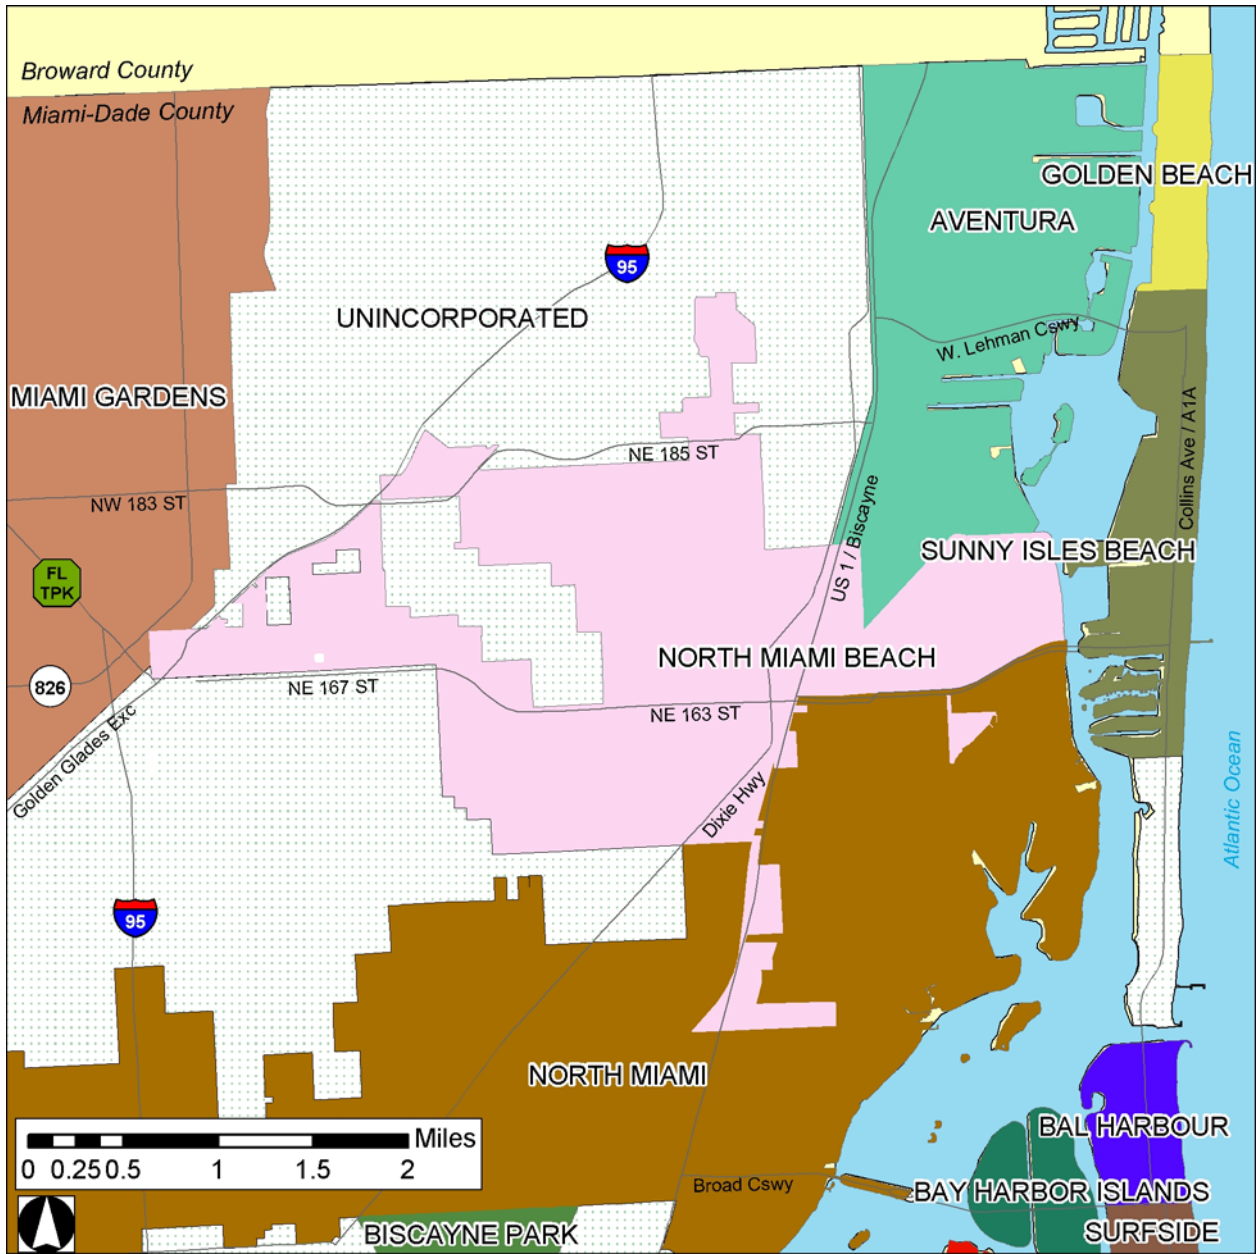 Broward County
Miami-Dade County
GOLDEN BEACH
AVENTURA
95
UNINCORPORATED
W. Lehman Cswy
MIAMI GARDENS
Collins Ave / A1A
NE 185 ST
NW 183 ST
US 1 / Biscayne
SUNNY ISLES BEACH
FL
TPK
NORTH MIAMI BEACH
826
NE 167 ST
NE 163 ST
Golden Glades Exc
Dixie Hwy
Atlantic Ocean
95
NORTH MIAMI
BAL HARBOUR
Miles
0 0.25 0.5 1 1.5 2
Broad Cswy
BAY HARBOR ISLANDS
BISCAYNE PARK
SURFSIDE